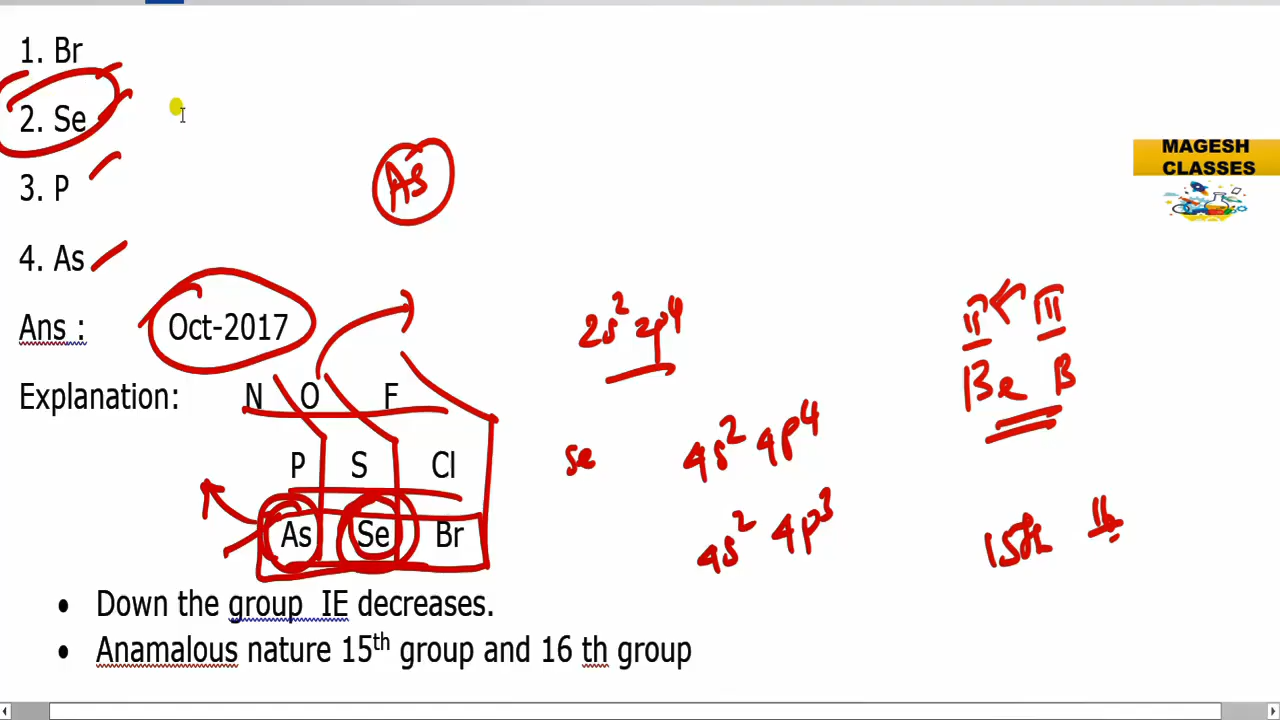 1. Br
2. Se
MAGESH
CLASSES
As
3. P
4. As
2s² 2p⁴
II < III
Ans : Oct-2017
Be B
Explanation: N O F
P S Cl
Se 4s² 4p⁴
As Se Br
4s² 4p³
15th 16
• Down the group IE decreases.
• Anamalous nature 15th group and 16 th group